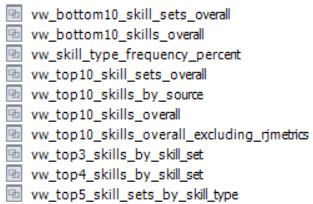 vw_bottom10_skill_sets_overall
vw_bottom10_skills_overall
vw_skill_type_frequency_percent
vw_top10_skill_sets_overall
vw_top10_skills_by_source
vw_top10_skills_overall
vw_top10_skills_overall_excluding_rjmetrics
vw_top3_skills_by_skill_set
vw_top4_skills_by_skill_set
vw_top5_skill_sets_by_skill_type